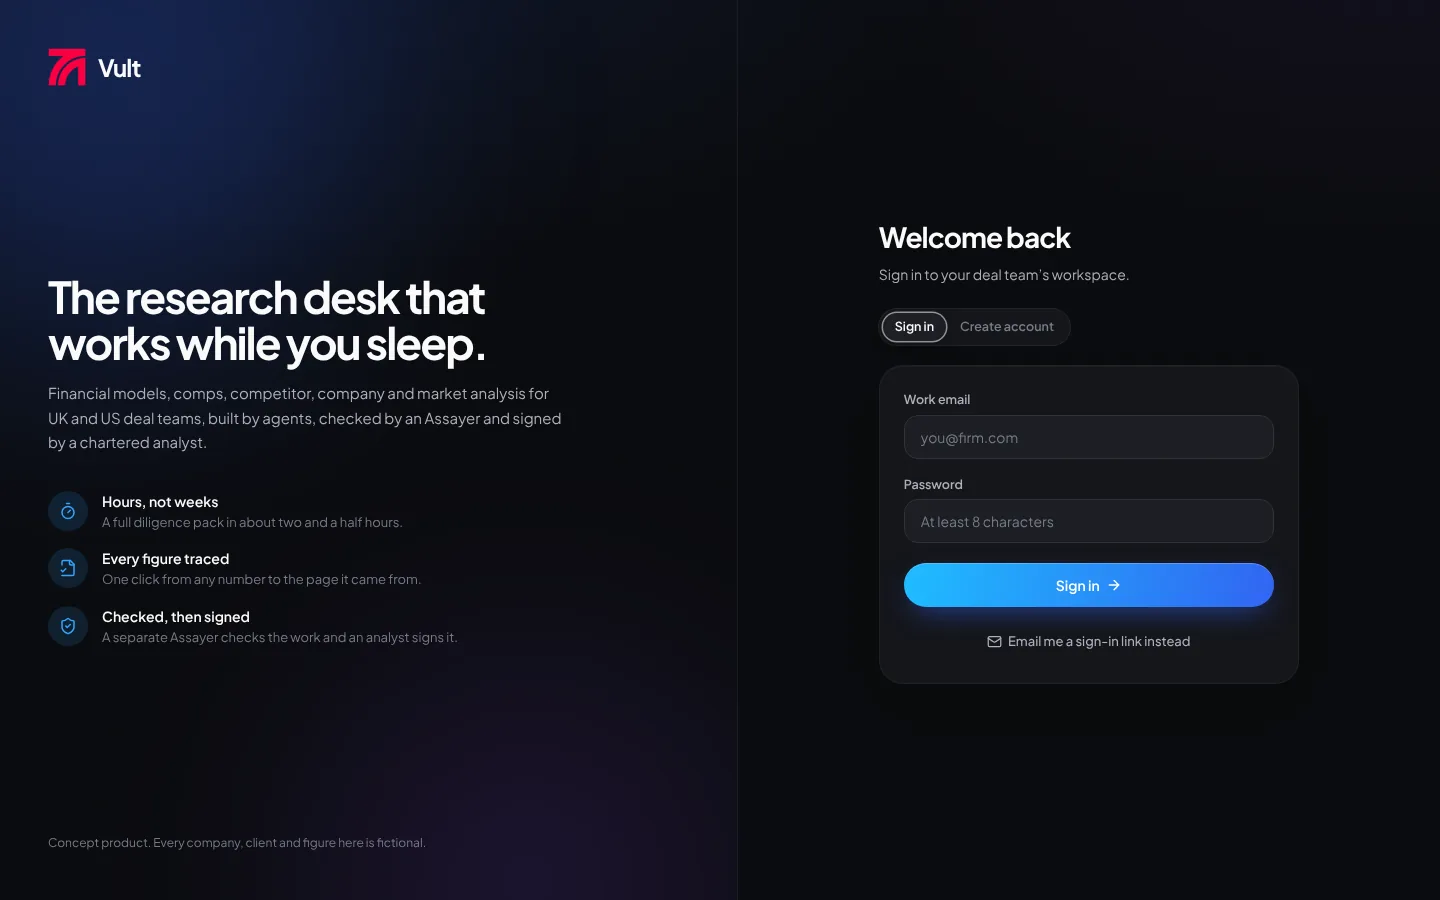 Vult
The research desk that
works while you sleep.
Financial models, comps, competitor, company and market analysis for
UK and US deal teams, built by agents, checked by an Assayer and signed
by a chartered analyst.
Hours, not weeks
A full diligence pack in about two and a half hours.
Every figure traced
One click from any number to the page it came from.
Checked, then signed
A separate Assayer checks the work and an analyst signs it.
Concept product. Every company, client and figure here is fictional.
Welcome back
Sign in to your deal team's workspace.
Sign in Create account
Work email
you@firm.com
Password
At least 8 characters
Sign in
Email me a sign-in link instead